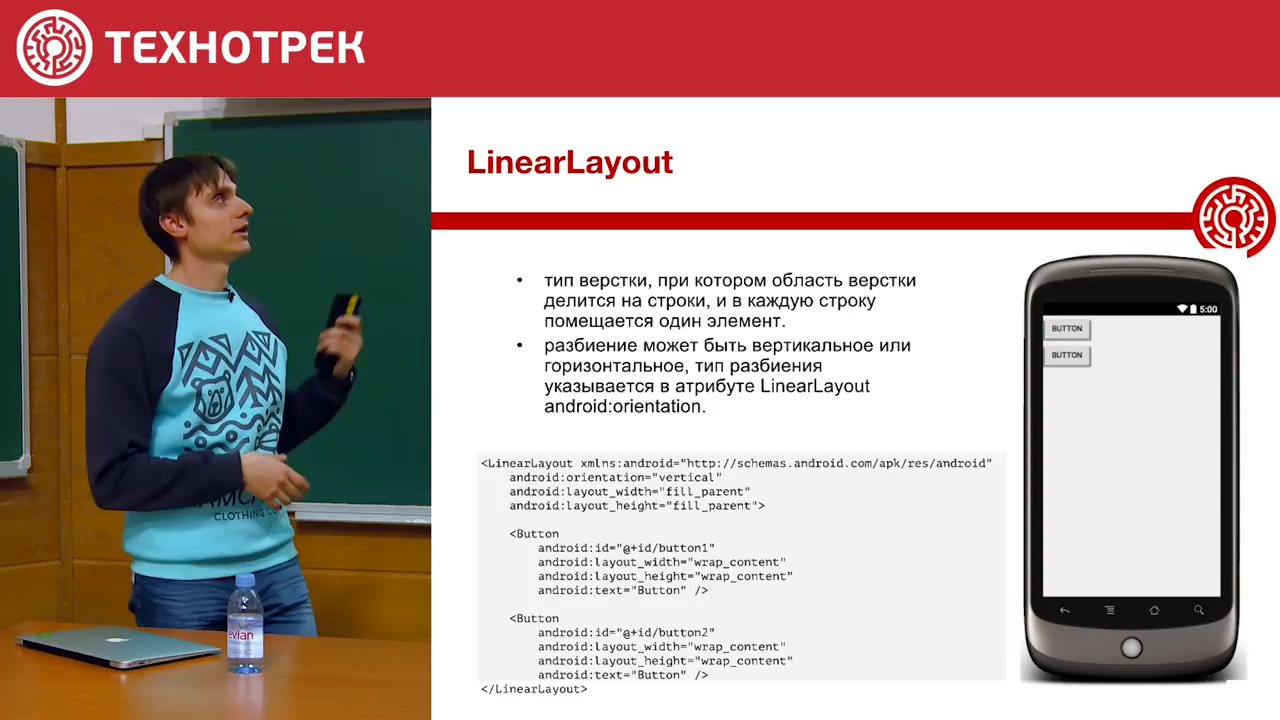 ТЕХНОТРЕК
LinearLayout
• тип верстки, при котором область верстки
делится на строки, и в каждую строку
помещается один элемент.
• разбиение может быть вертикальное или
горизонтальное, тип разбиения
указывается в атрибуте LinearLayout
android:orientation.
5:00
BUTTON
BUTTON
<LinearLayout xmlns:android="http://schemas.android.com/apk/res/android"
    android:orientation="vertical"
    android:layout_width="fill_parent"
    android:layout_height="fill_parent">
    <Button
        android:id="@+id/button1"
        android:layout_width="wrap_content"
        android:layout_height="wrap_content"
        android:text="Button" />
    <Button
        android:id="@+id/button2"
        android:layout_width="wrap_content"
        android:layout_height="wrap_content"
        android:text="Button" />
</LinearLayout>
CLOTHING
evian